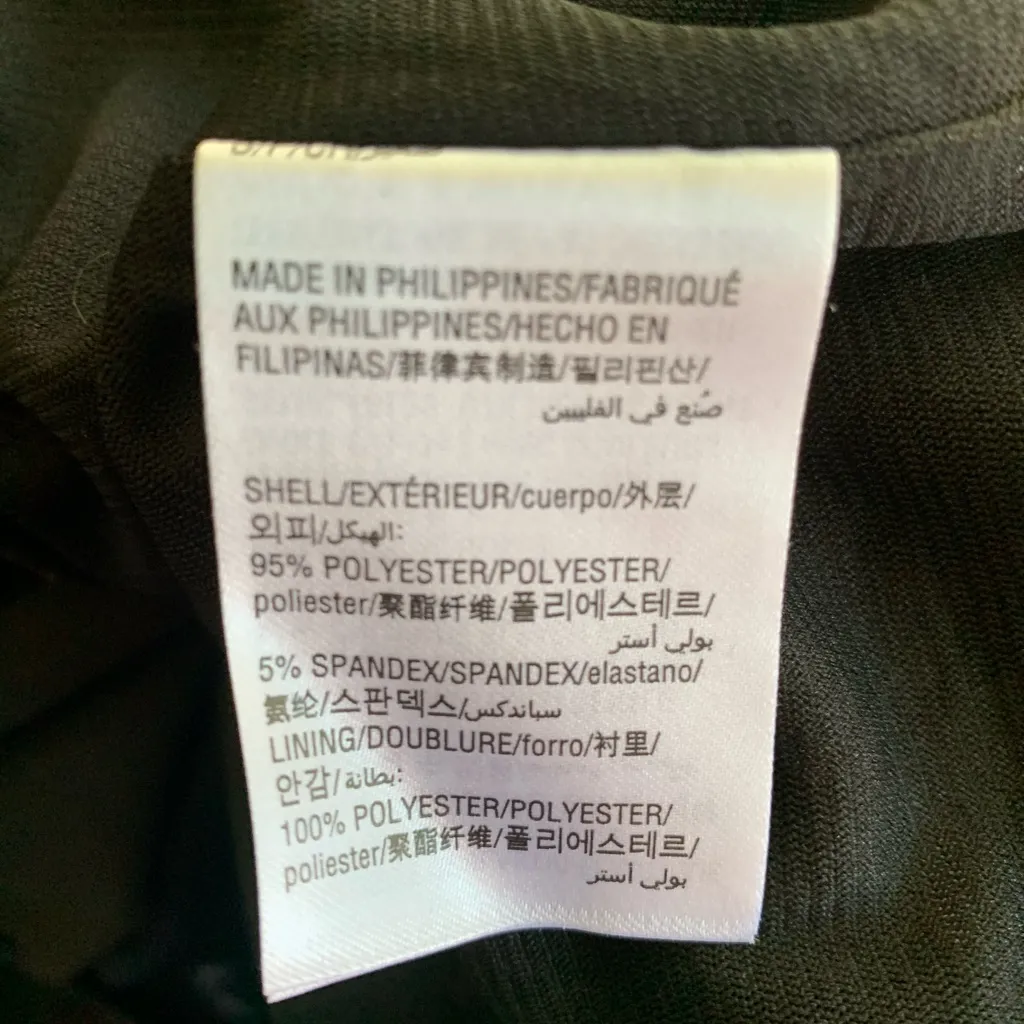 MADE IN PHILIPPINES/FABRIQUÉ
AUX PHILIPPINES/HECHO EN
FILIPINAS/菲律宾制造/필리핀산/
صُنع في الفلبين
SHELL/EXTÉRIEUR/cuerpo/外层/
외피/الهيكل:
95% POLYESTER/POLYESTER/
poliester/聚酯纤维/폴리에스테르/
بولي أستر
5% SPANDEX/SPANDEX/elastano/
氨纶/스판덱스/سباندكس
LINING/DOUBLURE/forro/衬里/
안감/بطانة:
100% POLYESTER/POLYESTER/
poliester/聚酯纤维/폴리에스테르/
بولي أستر